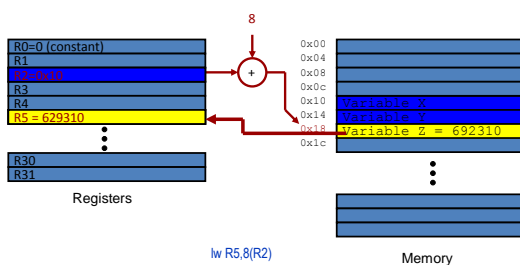 8
R0=0 (constant)
R1
R2=0x10
R3
R4
R5 = 629310
R30
R31
Registers
+
0x00
0x04
0x08
0x0c
0x10
0x14
0x18
0x1c
Variable X
Variable Y
Variable Z = 692310
lw R5,8(R2)
Memory